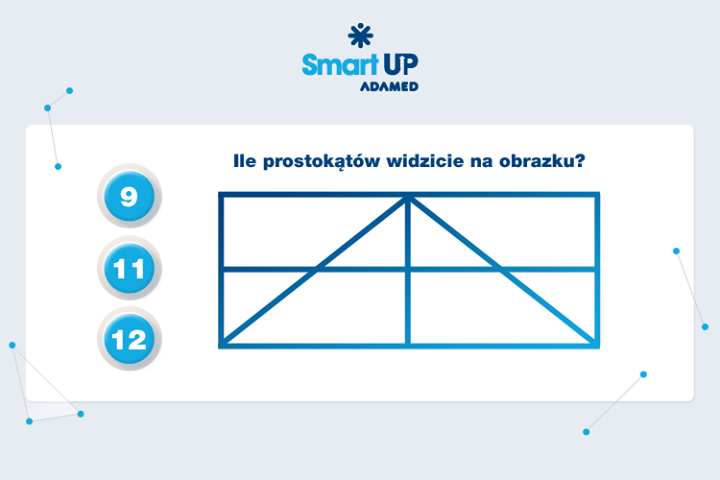 Smart UP
ADAMED
Ile prostokątów widzicie na obrazku?
9
11
12